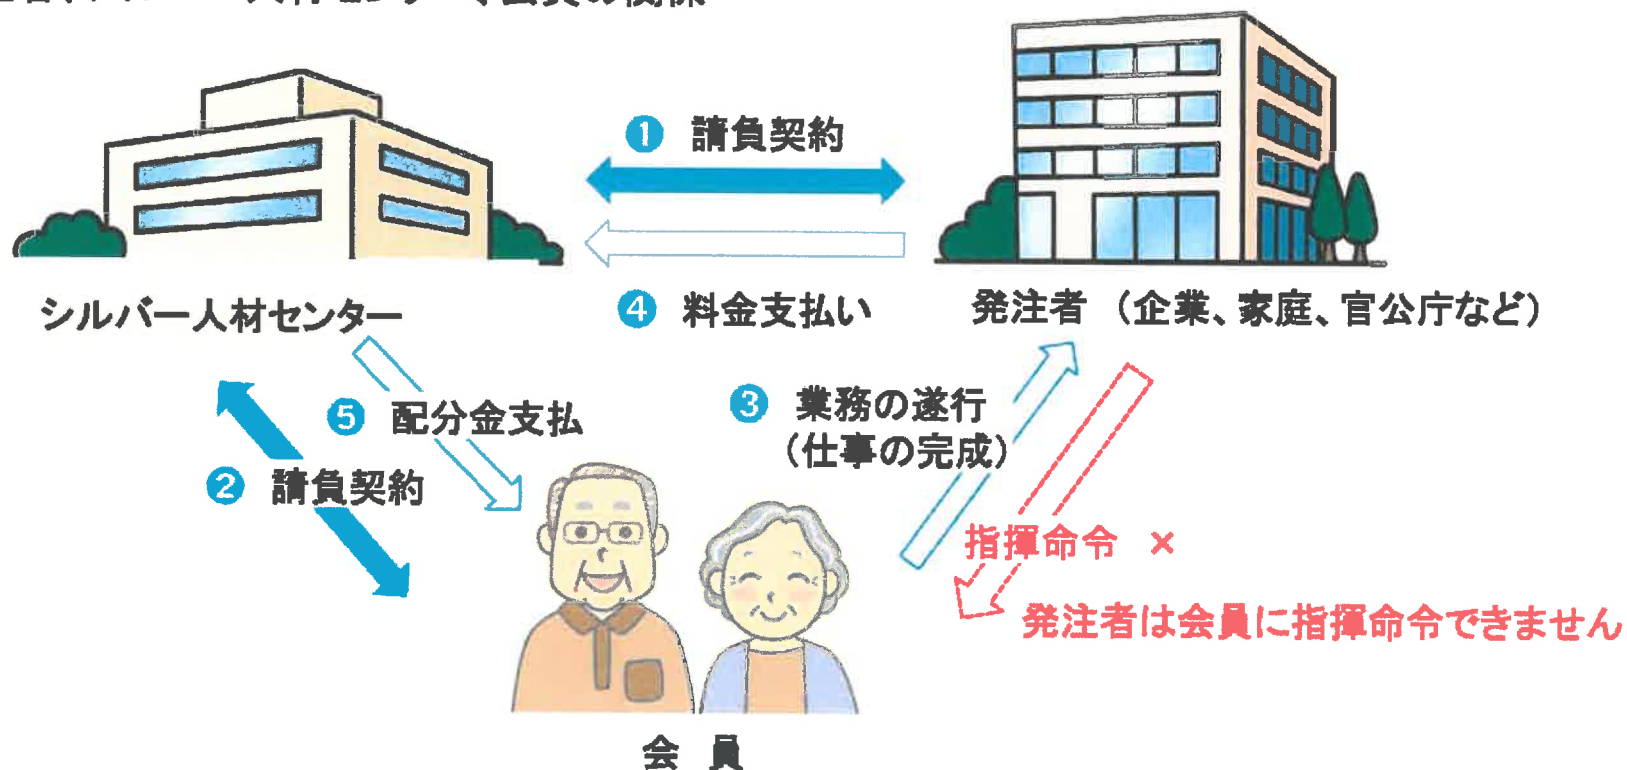 ❶ 請負契約
❹ 料金支払い
シルバー人材センター
発注者（企業、家庭、官公庁など）
❺ 配分金支払
❷ 請負契約
❸ 業務の遂行
（仕事の完成）
指揮命令 ×
発注者は会員に指揮命令できません
会 員